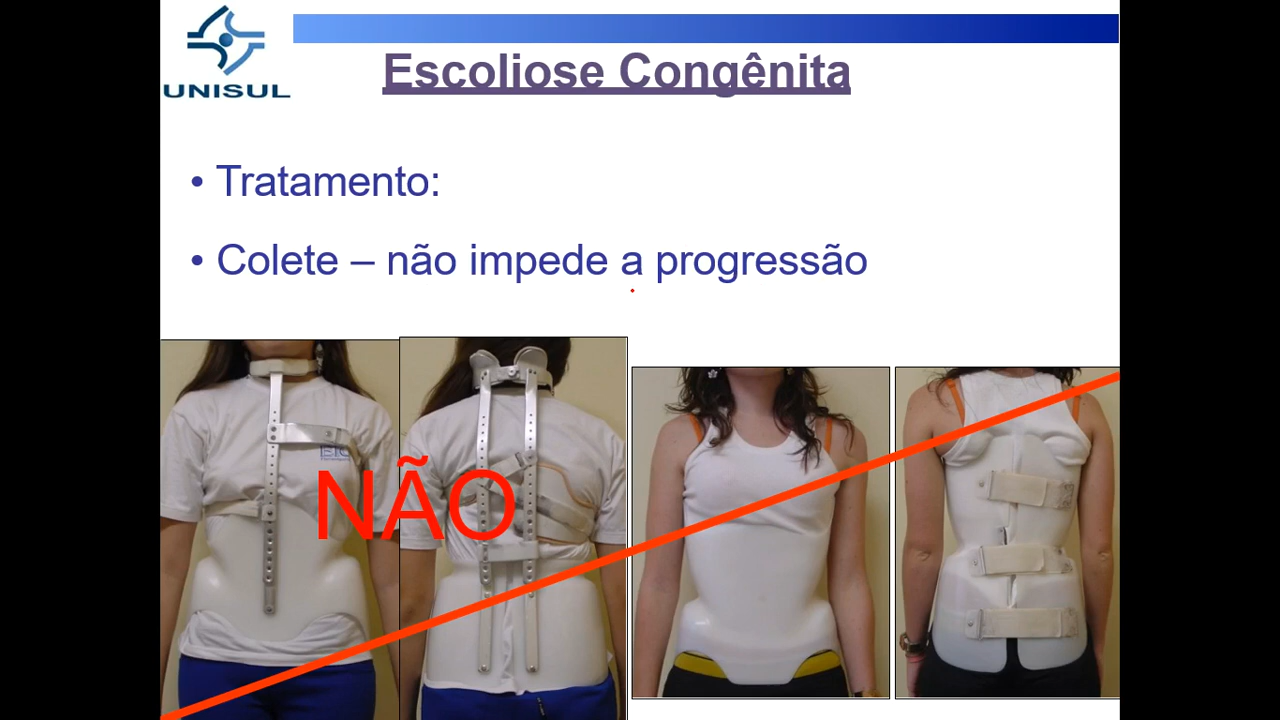 UNISUL
Escoliose Congênita
• Tratamento:
• Colete – não impede a progressão
NÃO